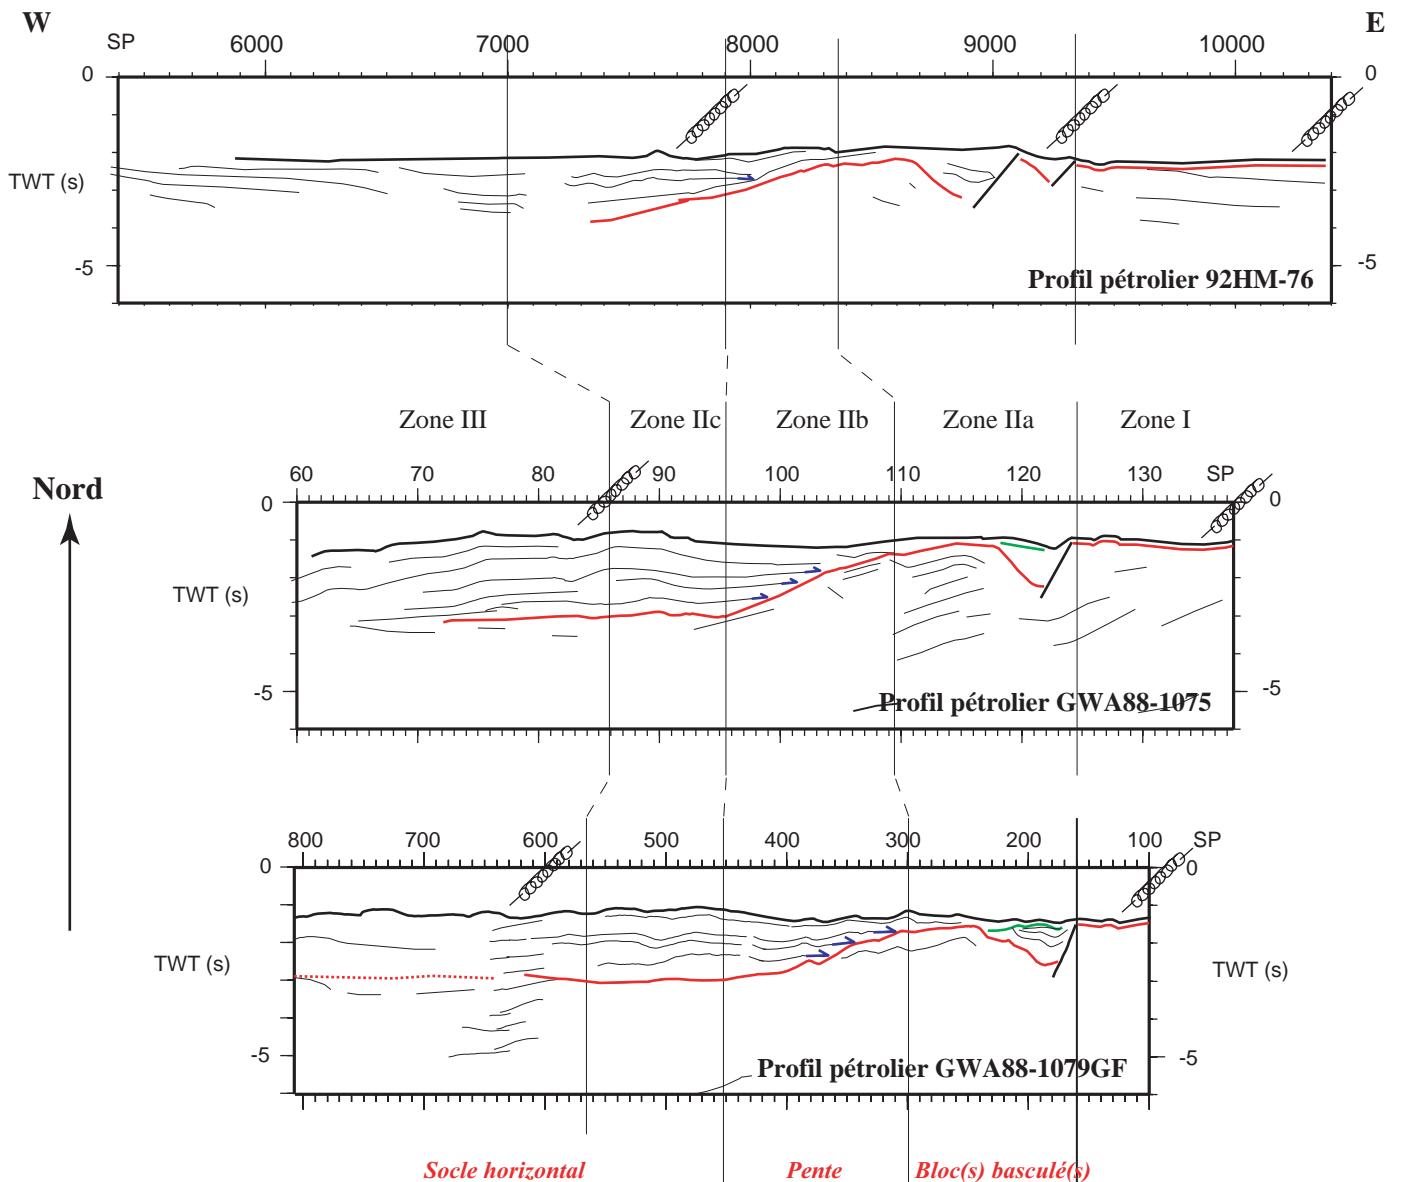 W E
SP 6000 7000 8000 9000 10000
0 0
TWT (s)
-5 -5
Profil pétrolier 92HM-76
Zone III Zone IIc Zone IIb Zone IIa Zone I
60 70 80 90 100 110 120 130 SP
Nord
0 0
TWT (s)
-5 -5
Profil pétrolier GWA88-1075
800 700 600 500 400 300 200 100 SP
0 0
TWT (s) TWT (s)
-5 -5
Profil pétrolier GWA88-1079GF
Socle horizontal Pente Bloc(s) basculé(s)